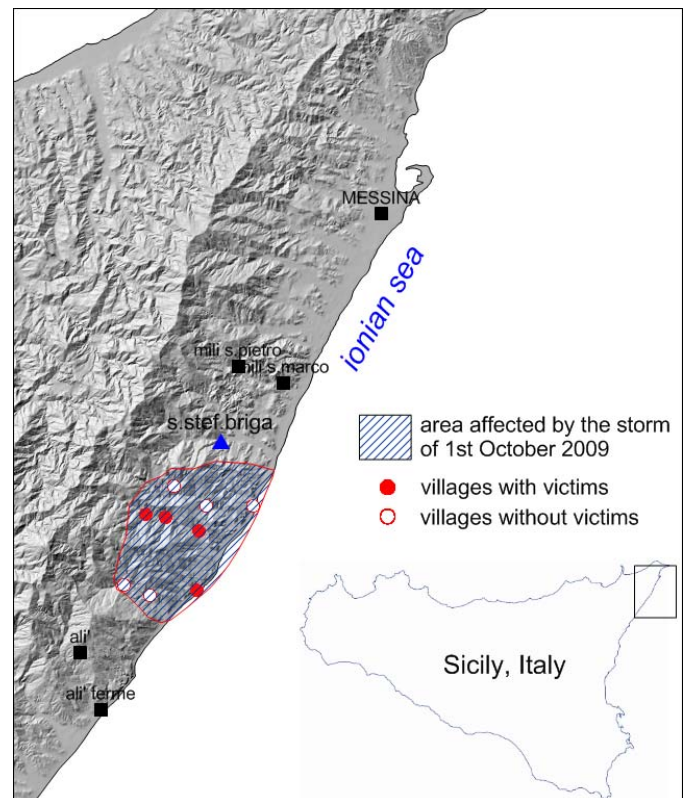 MESSINA
ionian sea
mili s.pietro
mili s.marco
s.stef.briga
area affected by the storm
of 1st October 2009
villages with victims
villages without victims
Sicily, Italy
ali'
ali' terme